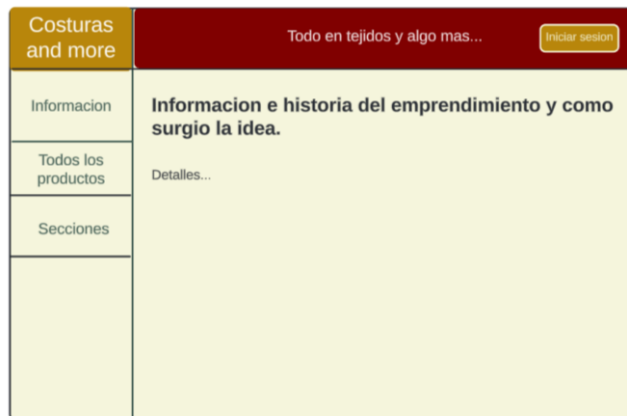 Costuras
and more
Todo en tejidos y algo mas...
Iniciar sesion
Informacion
Todos los
productos
Secciones
Informacion e historia del emprendimiento y como
surgio la idea.
Detalles...